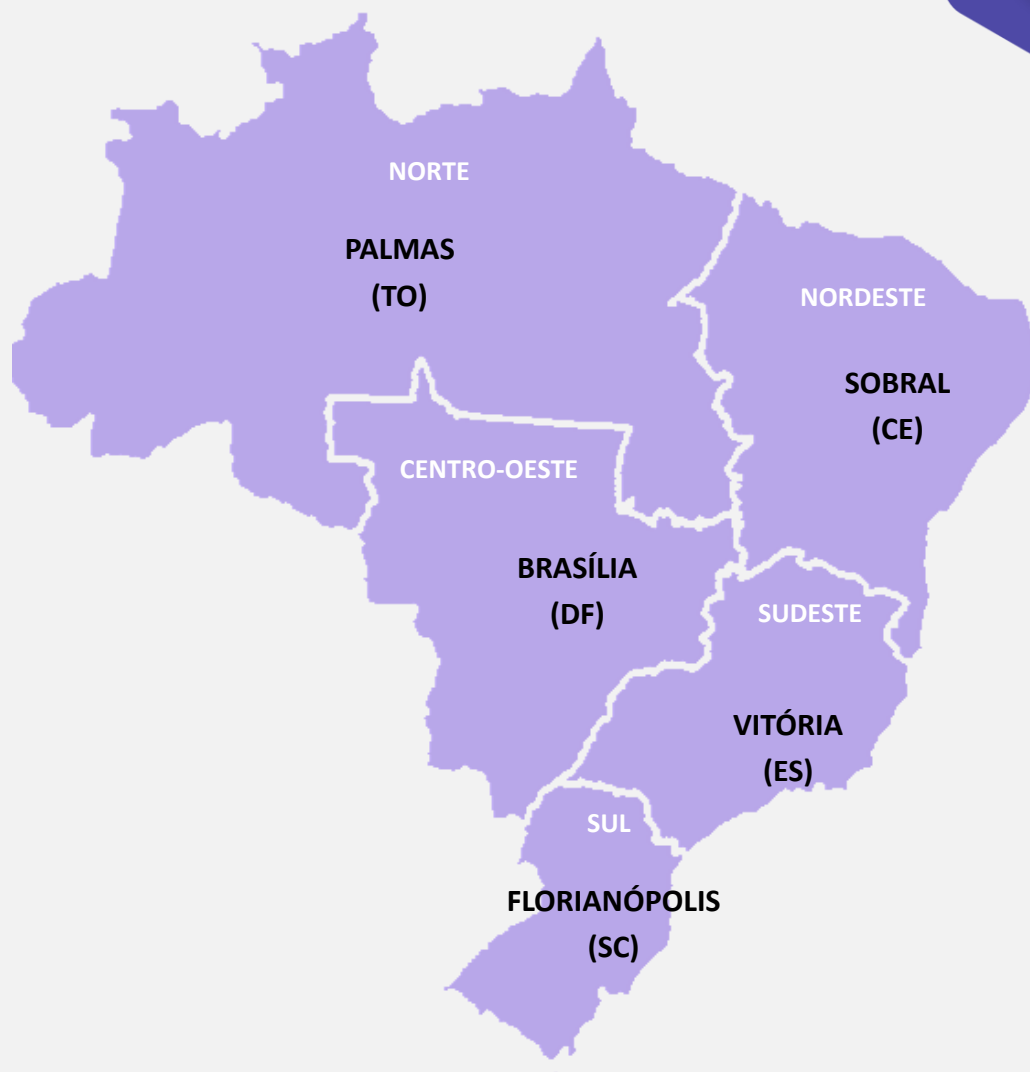 NORTE
PALMAS
(TO)
NORDESTE
SOBRAL
(CE)
CENTRO-OESTE
BRASÍLIA
(DF)
SUDESTE
VITÓRIA
(ES)
SUL
FLORIANÓPOLIS
(SC)